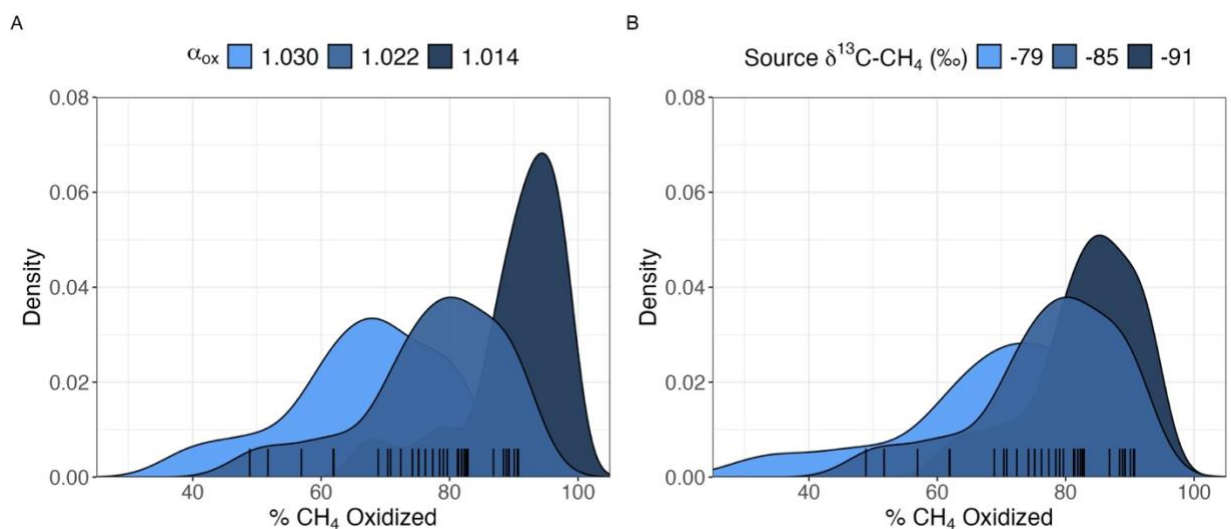 A
α_ox 1.030 1.022 1.014
0.08
0.06
0.04
0.02
0.00
Density
40 60 80 100
% CH₄ Oxidized
B
Source δ¹³C-CH₄ (‰) -79 -85 -91
0.08
0.06
0.04
0.02
0.00
Density
40 60 80 100
% CH₄ Oxidized